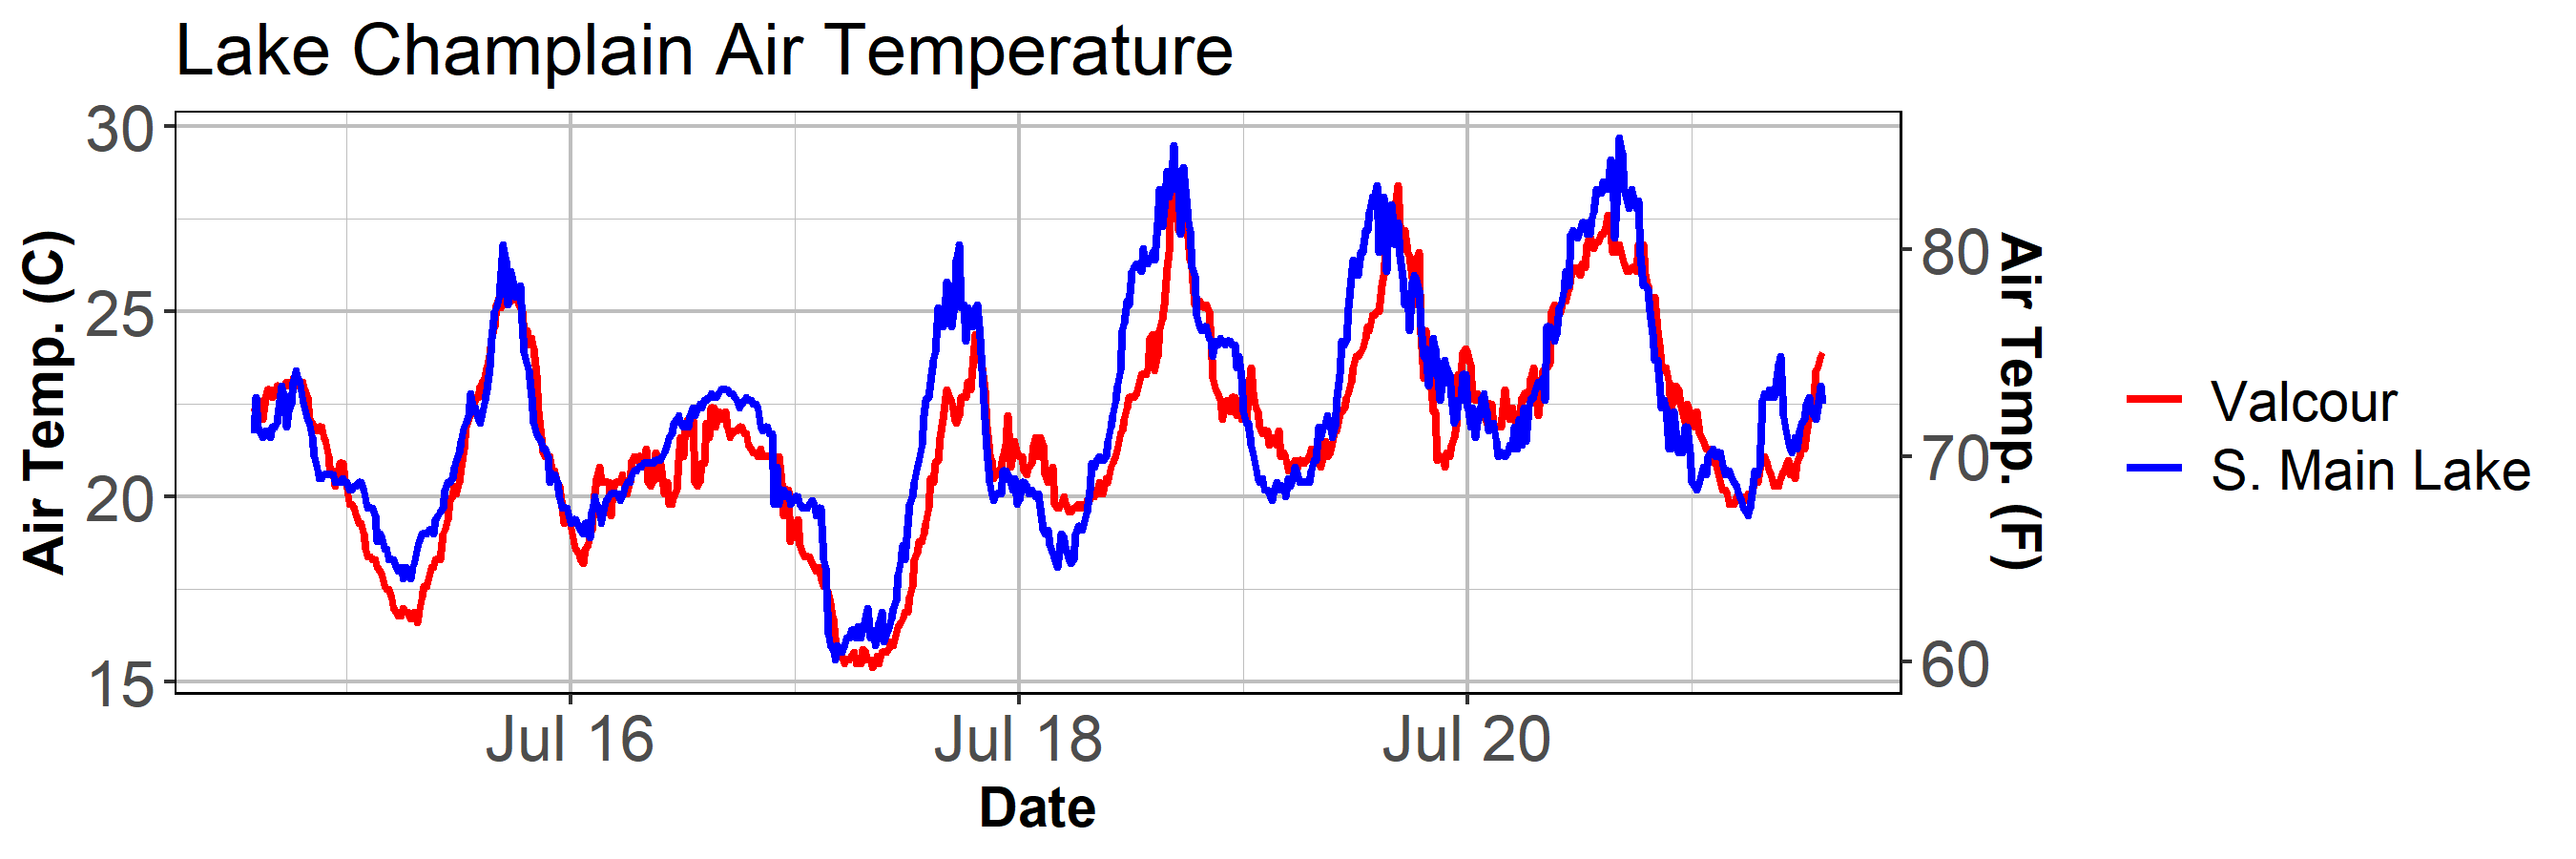 Lake Champlain Air Temperature
30
25
20
15
Air Temp. (C)
80
70
60
Air Temp. (F)
Jul 16
Jul 18
Jul 20
Date
Valcour
S. Main Lake